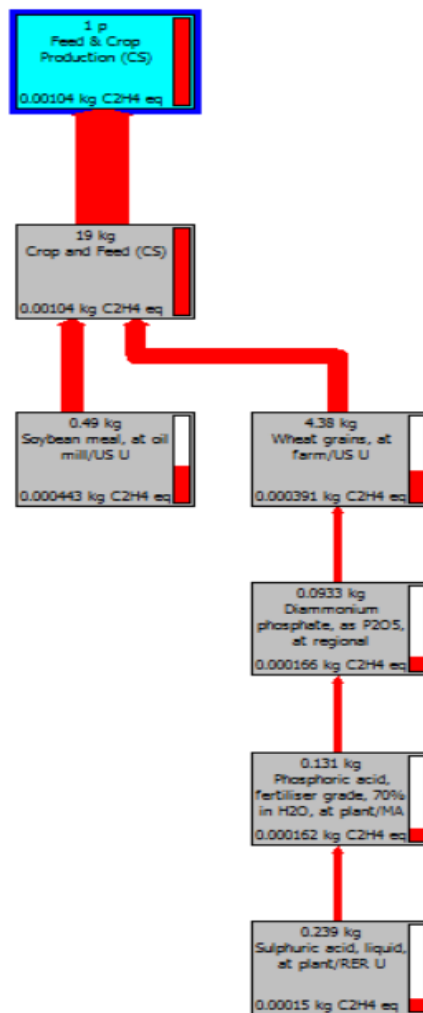 1 p
Feed & Crop
Production (CS)
0.00104 kg C2H4 eq
19 kg
Crop and Feed (CS)
0.00104 kg C2H4 eq
0.49 kg
Soybean meal, at oil
mill/US U
0.000443 kg C2H4 eq
4.38 kg
Wheat grains, at
farm/US U
0.000391 kg C2H4 eq
0.0933 kg
Diammonium
phosphate, as P2O5,
at regional
0.000166 kg C2H4 eq
0.131 kg
Phosphoric acid,
fertiliser grade, 70%
in H2O, at plant/MA
0.000162 kg C2H4 eq
0.239 kg
Sulphuric acid, liquid,
at plant/RER U
0.00015 kg C2H4 eq